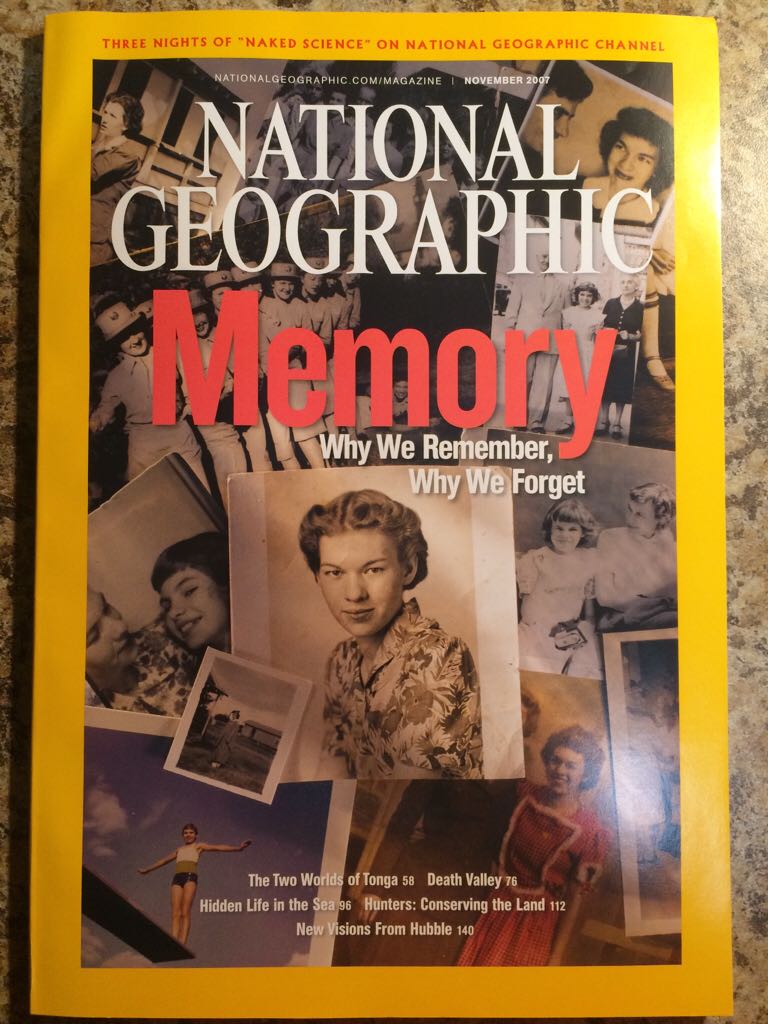 THREE NIGHTS OF "NAKED SCIENCE" ON NATIONAL GEOGRAPHIC CHANNEL
NATIONALGEOGRAPHIC.COM/MAGAZINE | NOVEMBER 2007
NATIONAL
GEOGRAPHIC
Memory
Why We Remember,
Why We Forget
The Two Worlds of Tonga 58 Death Valley 76
Hidden Life in the Sea 96 Hunters: Conserving the Land 112
New Visions From Hubble 140